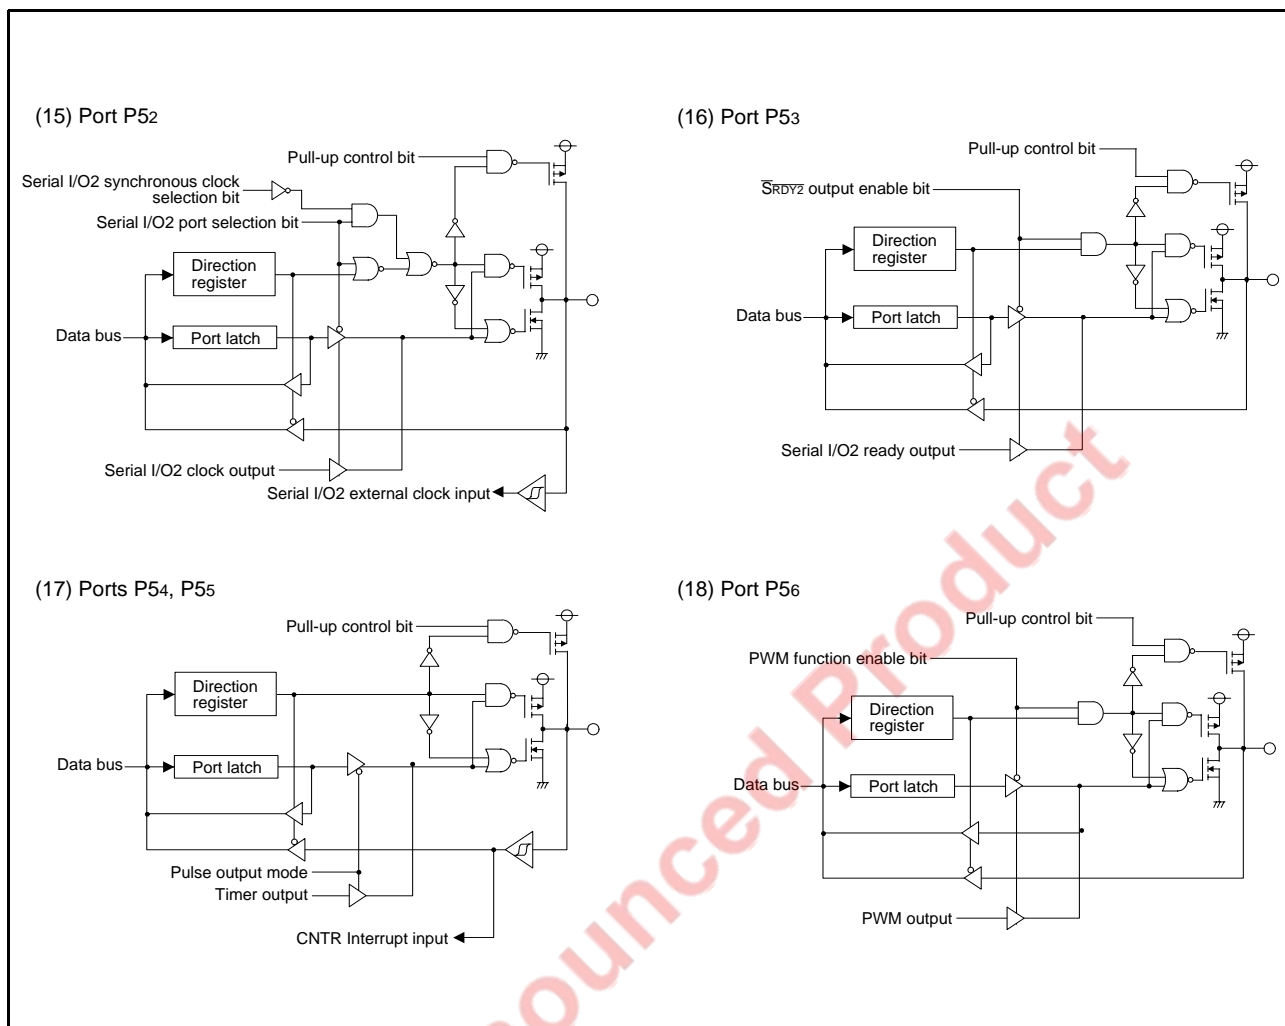 (15) Port P52
Pull-up control bit
Serial I/O2 synchronous clock
selection bit
Serial I/O2 port selection bit
Direction
register
Data bus
Port latch
Serial I/O2 clock output
Serial I/O2 external clock input
(16) Port P53
Pull-up control bit
SRDY2 output enable bit
Direction
register
Data bus
Port latch
Serial I/O2 ready output
(17) Ports P54, P55
Pull-up control bit
Direction
register
Data bus
Port latch
Pulse output mode
Timer output
CNTR Interrupt input
(18) Port P56
Pull-up control bit
PWM function enable bit
Direction
register
Data bus
Port latch
PWM output
ounced Product